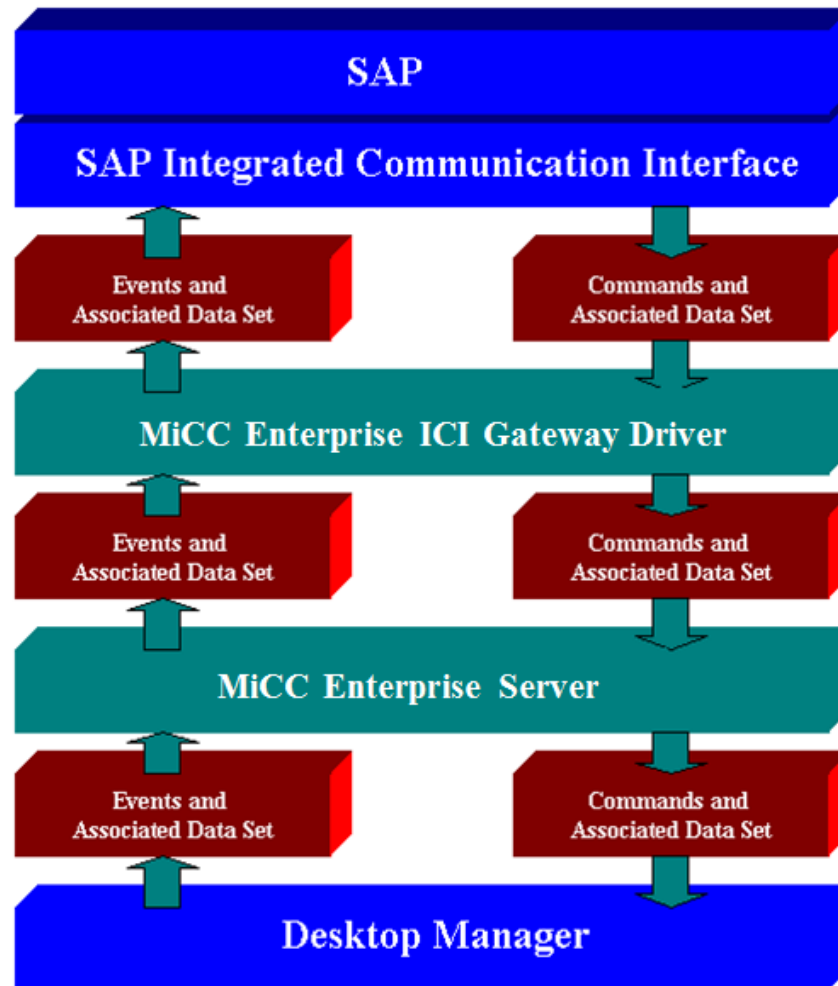 SAP
SAP Integrated Communication Interface
Events and
Associated Data Set
Commands and
Associated Data Set
MiCC Enterprise ICI Gateway Driver
Events and
Associated Data Set
Commands and
Associated Data Set
MiCC Enterprise Server
Events and
Associated Data Set
Commands and
Associated Data Set
Desktop Manager